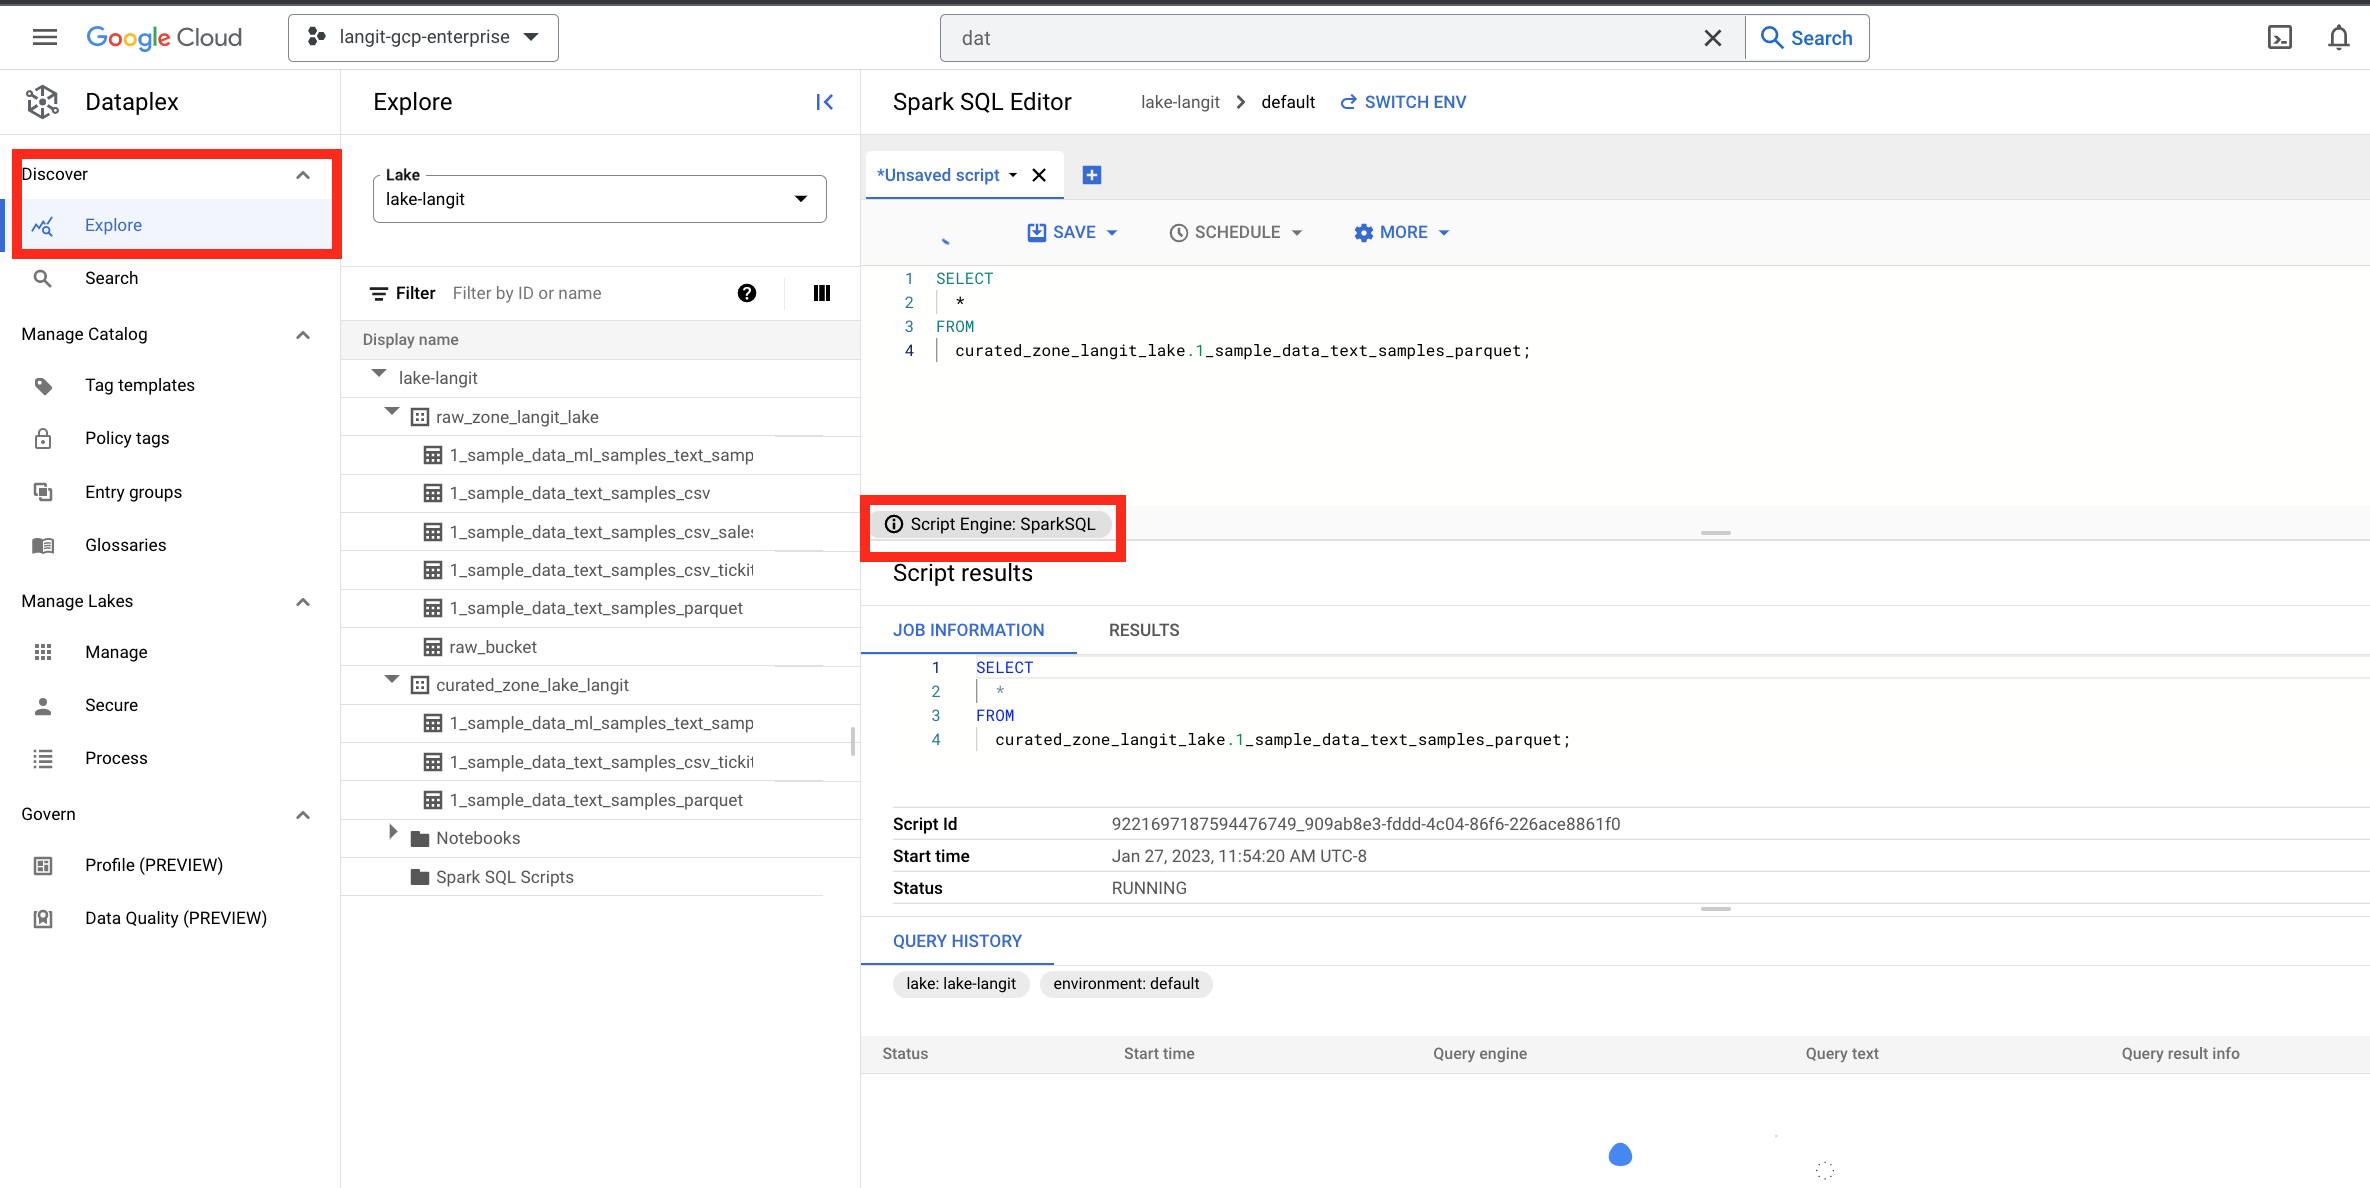 Google Cloud
langit-gcp-enterprise
dat
Search
Dataplex
Discover
Explore
Search
Manage Catalog
Tag templates
Policy tags
Entry groups
Glossaries
Manage Lakes
Manage
Secure
Process
Govern
Profile (PREVIEW)
Data Quality (PREVIEW)
Explore
Lake
lake-langit
Filter Filter by ID or name
Display name
lake-langit
raw_zone_langit_lake
1_sample_data_ml_samples_text_samp
1_sample_data_text_samples_csv
1_sample_data_text_samples_csv_sales
1_sample_data_text_samples_csv_tickit
1_sample_data_text_samples_parquet
raw_bucket
curated_zone_lake_langit
1_sample_data_ml_samples_text_samp
1_sample_data_text_samples_csv_tickit
1_sample_data_text_samples_parquet
Notebooks
Spark SQL Scripts
Spark SQL Editor
lake-langit > default
SWITCH ENV
*Unsaved script
SAVE
SCHEDULE
MORE
1 SELECT
2 *
3 FROM
4 curated_zone_langit_lake.1_sample_data_text_samples_parquet;
Script Engine: SparkSQL
Script results
JOB INFORMATION
RESULTS
1 SELECT
2 *
3 FROM
4 curated_zone_langit_lake.1_sample_data_text_samples_parquet;
Script Id 9221697187594476749_909ab8e3-fddd-4c04-86f6-226ace8861f0
Start time Jan 27, 2023, 11:54:20 AM UTC-8
Status RUNNING
QUERY HISTORY
lake: lake-langit
environment: default
Status Start time Query engine Query text Query result info